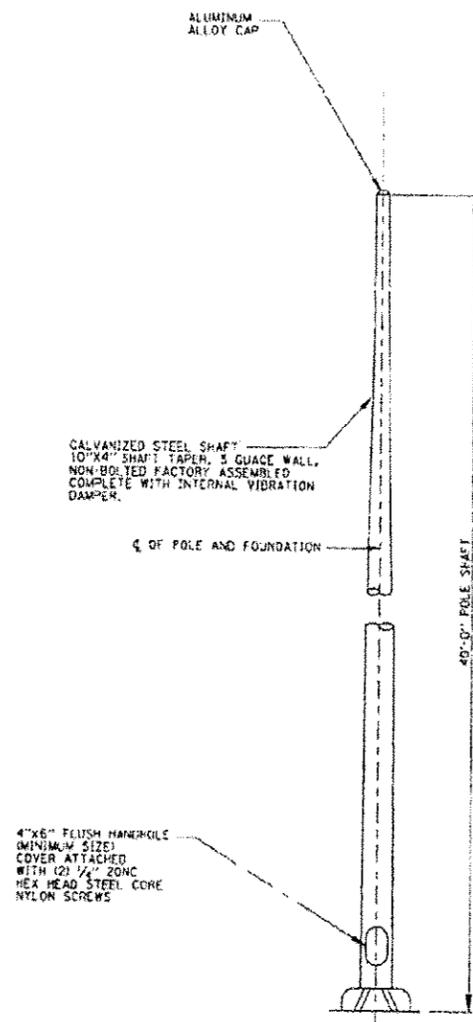 ALUMINUM
ALLOY CAP
GALVANIZED STEEL SHAFT
10"X4" SHAFT TAPER, 3 GUAGE WALL,
NON-BOLTED FACTORY ASSEMBLED
COMPLETE WITH INTERNAL VIBRATION
DAMPER.
℄ OF POLE AND FOUNDATION
40'-0" POLE SHAFT
4"x6" FLUSH HANDHOLE
(MINIMUM SIZE)
COVER ATTACHED
WITH (2) 1/4" 20NC
HEX HEAD STEEL CORE
NYLON SCREWS